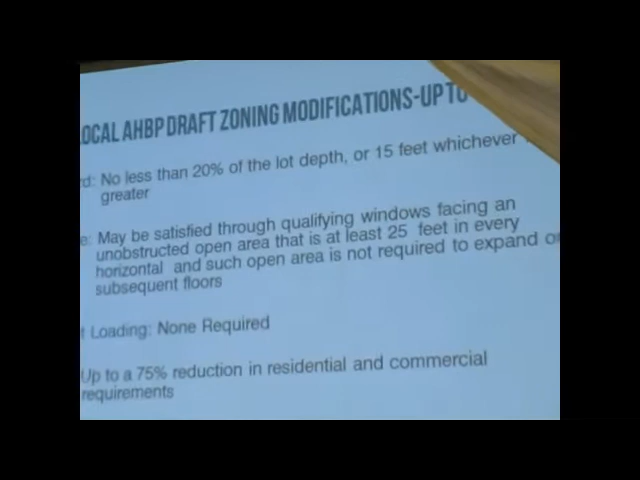 OCAL AHBP DRAFT ZONING MODIFICATIONS-UP TO
rd: No less than 20% of the lot depth, or 15 feet whichever
greater
e: May be satisfied through qualifying windows facing an
unobstructed open area that is at least 25 feet in every
horizontal and such open area is not required to expand on
subsequent floors
t Loading: None Required
Up to a 75% reduction in residential and commercial
requirements